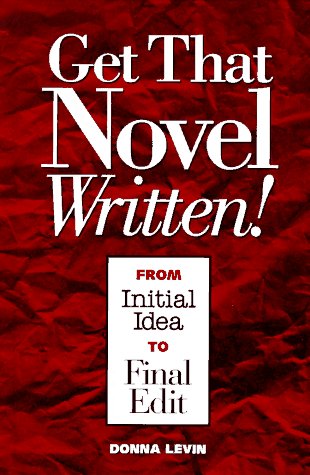 Get That
Novel
Written!
FROM
Initial
Idea
TO
Final
Edit
DONNA LEVIN